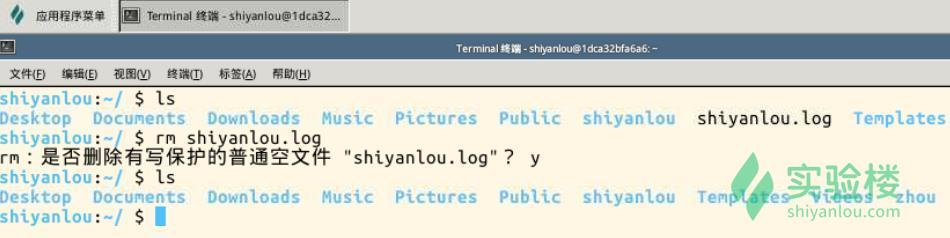 应用程序菜单 Terminal 终端 - shiyanlou@1dca32...
Terminal 终端 - shiyanlou@1dca32bfa6a6: ~
文件(F) 编辑(E) 视图(V) 终端(T) 标签(A) 帮助(H)
shiyanlou:~/ $ ls
Desktop Documents Downloads Music Pictures Public shiyanlou shiyanlou.log Templates
shiyanlou:~/ $ rm shiyanlou.log
rm：是否删除有写保护的普通空文件 "shiyanlou.log"？ y
shiyanlou:~/ $ ls
Desktop Documents Downloads Music Pictures Public shiyanlou Templates Videos zhou
shiyanlou:~/ $
实验楼
shiyanlou.com